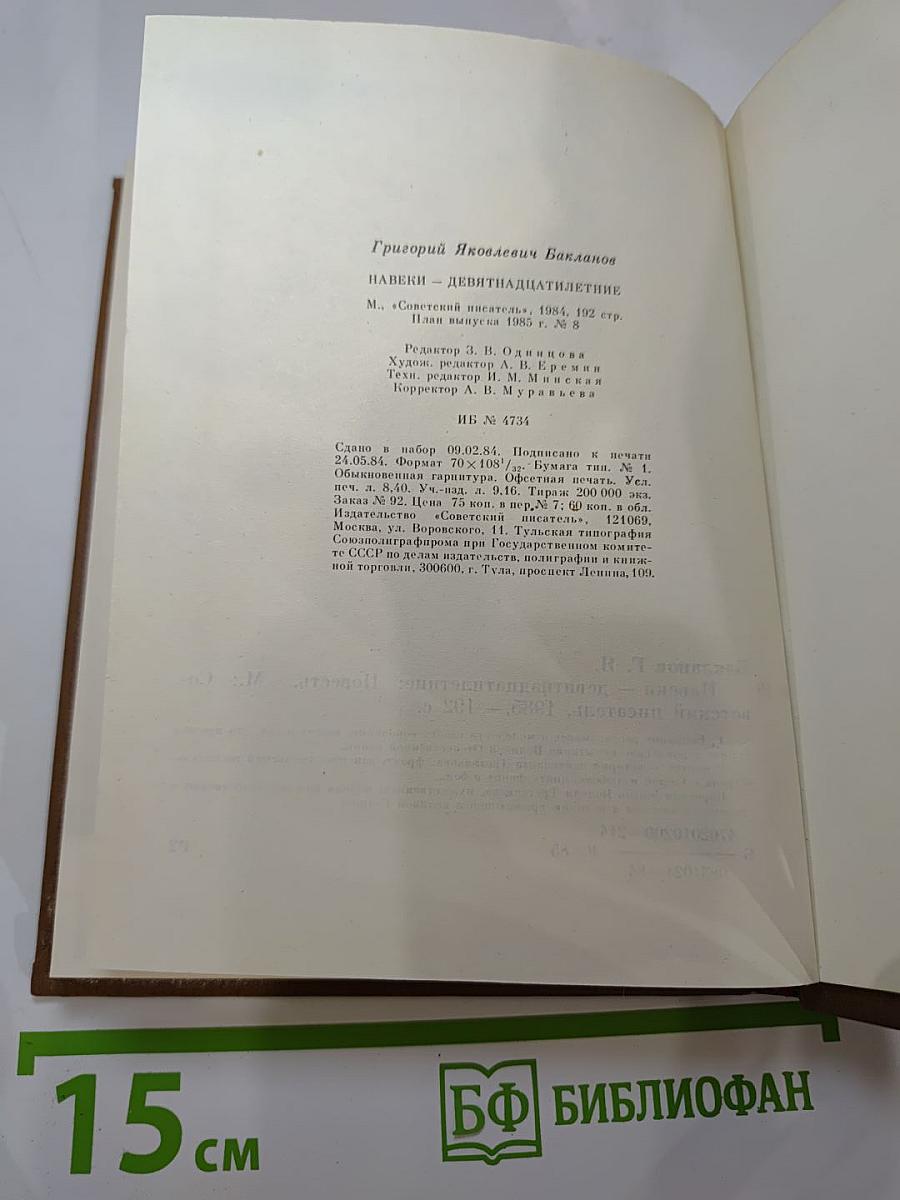 Григорий Яковлевич Бакланов
НАВЕКИ — ДЕВЯТНАДЦАТИЛЕТНИЕ
М., «Советский писатель», 1984, 192 стр.
План выпуска 1985 г. № 8
Редактор З. В. Одинцова
Худож. редактор А. В. Еремин
Техн. редактор И. М. Минская
Корректор А. В. Муравьева
ИБ № 4734
Сдано в набор 09.02.84. Подписано к печати
24.05.84. Формат 70×108¹/₃₂. Бумага тип. № 1.
Обыкновенная гарнитура. Офсетная печать. Усл.
печ. л. 8,40. Уч.-изд. л. 9,16. Тираж 200 000 экз.
Заказ № 92. Цена 75 коп. в пер. № 7; 60 коп. в обл.
Издательство «Советский писатель», 121069,
Москва, ул. Воровского, 11. Тульская типография
Союзполиграфпрома при Государственном комите-
те СССР по делам издательств, полиграфии и книж-
ной торговли, 300600, г. Тула, проспект Ленина, 109.
15 см
БФ БИБЛИОФАН